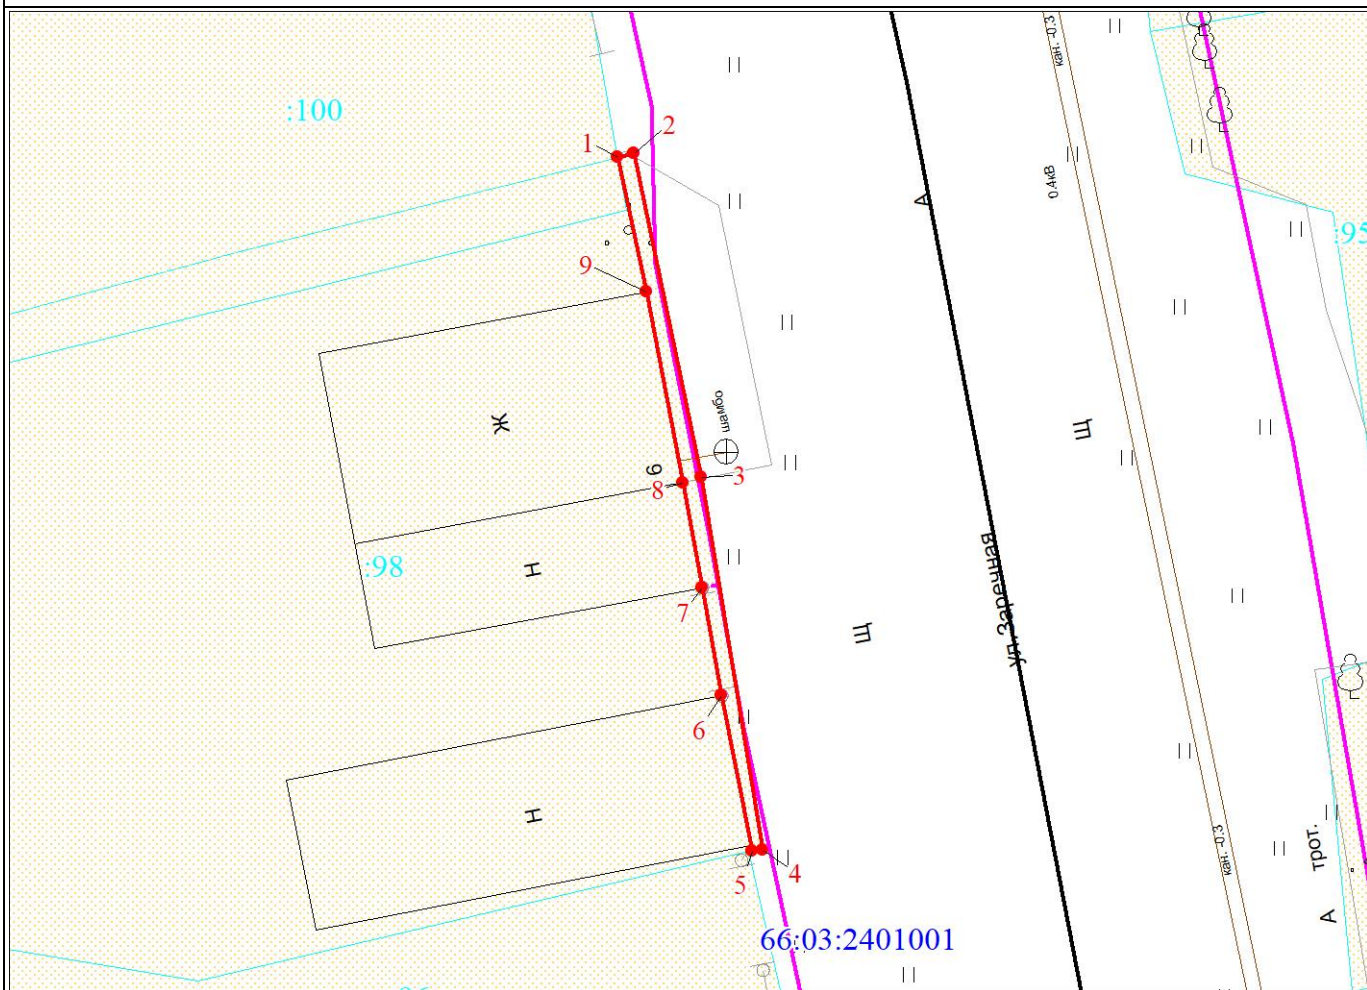 кан. -0.3
:100
2
1
0.4кВ
А
:95
9
шамбо
Ж
Щ
6
8
3
:98
Н
ул. Заречная
7
Щ
6
Н
трот.
кан. -0.3
5
4
А
66:03:2401001